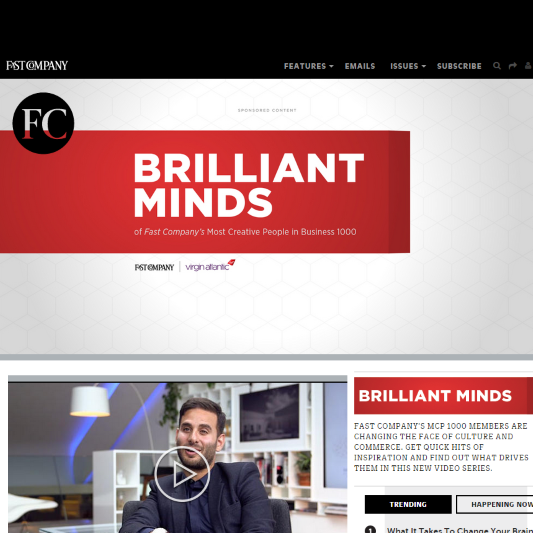 FAST COMPANY
FEATURES EMAILS ISSUES SUBSCRIBE
SPONSORED CONTENT
FC
BRILLIANT
MINDS
of Fast Company's Most Creative People in Business 1000
FAST COMPANY | virgin atlantic
BRILLIANT MINDS
FAST COMPANY'S MCP 1000 MEMBERS ARE
CHANGING THE FACE OF CULTURE AND
COMMERCE. GET QUICK HITS OF
INSPIRATION AND FIND OUT WHAT DRIVES
THEM IN THIS NEW VIDEO SERIES.
TRENDING HAPPENING NOW
1 What It Takes To Change Your Brain